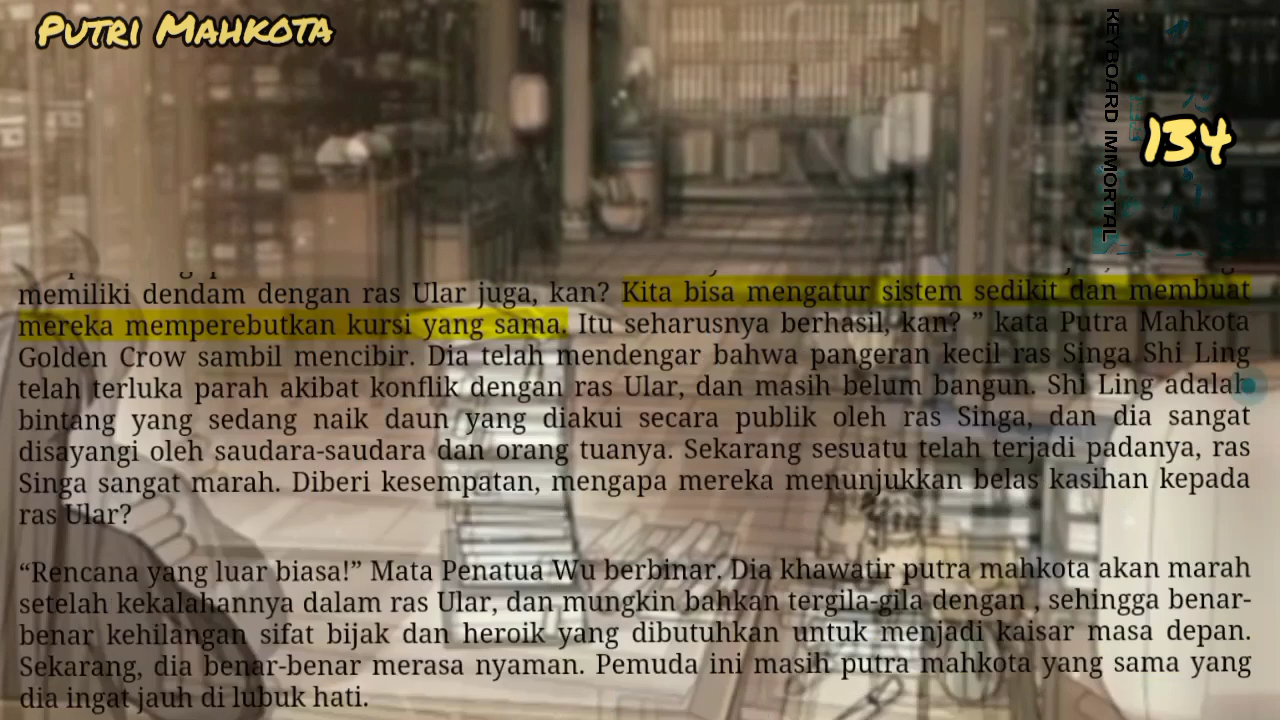 Putri Mahkota
KEYBOARD IMMORTAL
134
memiliki dendam dengan ras Ular juga, kan? Kita bisa mengatur sistem sedikit dan membuat
mereka memperebutkan kursi yang sama. Itu seharusnya berhasil, kan? ” kata Putra Mahkota
Golden Crow sambil mencibir. Dia telah mendengar bahwa pangeran kecil ras Singa Shi Ling
telah terluka parah akibat konflik dengan ras Ular, dan masih belum bangun. Shi Ling adalah
bintang yang sedang naik daun yang diakui secara publik oleh ras Singa, dan dia sangat
disayangi oleh saudara-saudara dan orang tuanya. Sekarang sesuatu telah terjadi padanya, ras
Singa sangat marah. Diberi kesempatan, mengapa mereka menunjukkan belas kasihan kepada
ras Ular?
“Rencana yang luar biasa!” Mata Penatua Wu berbinar. Dia khawatir putra mahkota akan marah
setelah kekalahannya dalam ras Ular, dan mungkin bahkan tergila-gila dengan , sehingga benar-
benar kehilangan sifat bijak dan heroik yang dibutuhkan untuk menjadi kaisar masa depan.
Sekarang, dia benar-benar merasa nyaman. Pemuda ini masih putra mahkota yang sama yang
dia ingat jauh di lubuk hati.